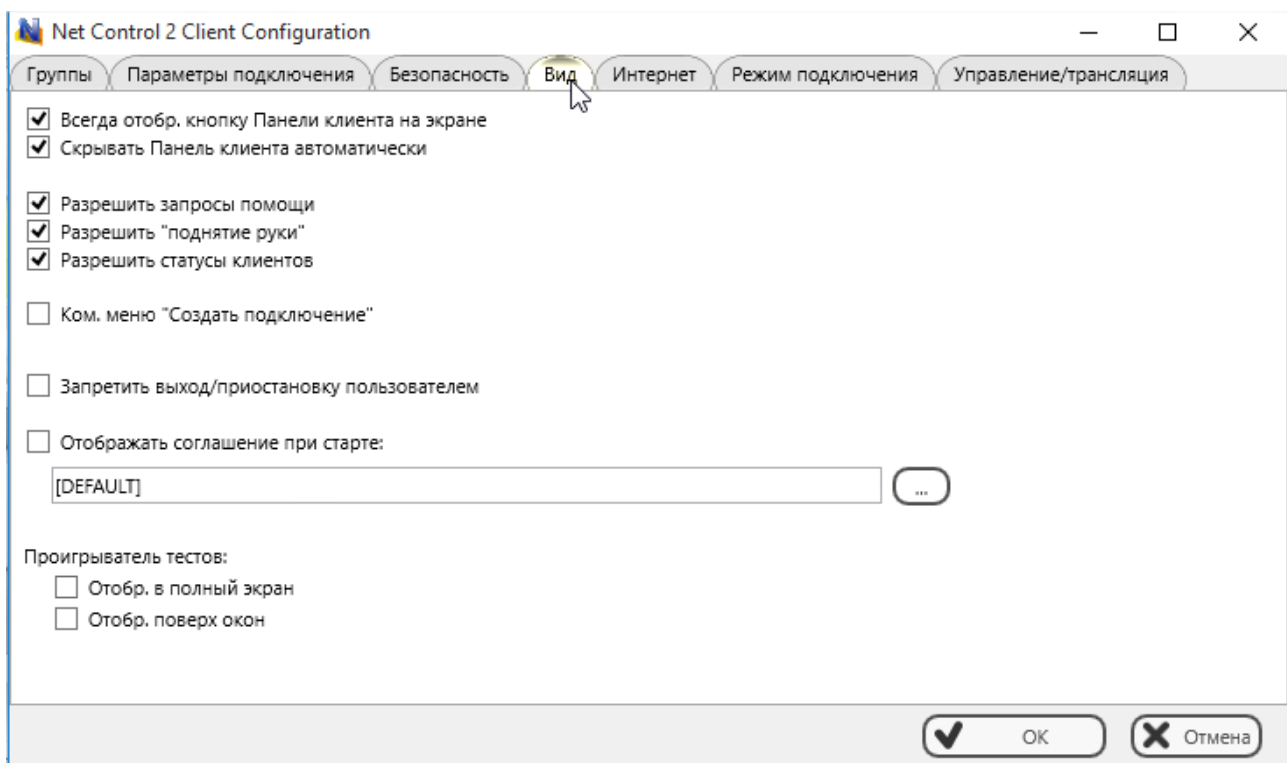 Net Control 2 Client Configuration
Группы Параметры подключения Безопасность Вид Интернет Режим подключения Управление/трансляция
Всегда отобр. кнопку Панели клиента на экране
Скрывать Панель клиента автоматически
Разрешить запросы помощи
Разрешить "поднятие руки"
Разрешить статусы клиентов
Ком. меню "Создать подключение"
Запретить выход/приостановку пользователем
Отображать соглашение при старте:
[DEFAULT] ...
Проигрыватель тестов:
Отобр. в полный экран
Отобр. поверх окон
ОК Отмена